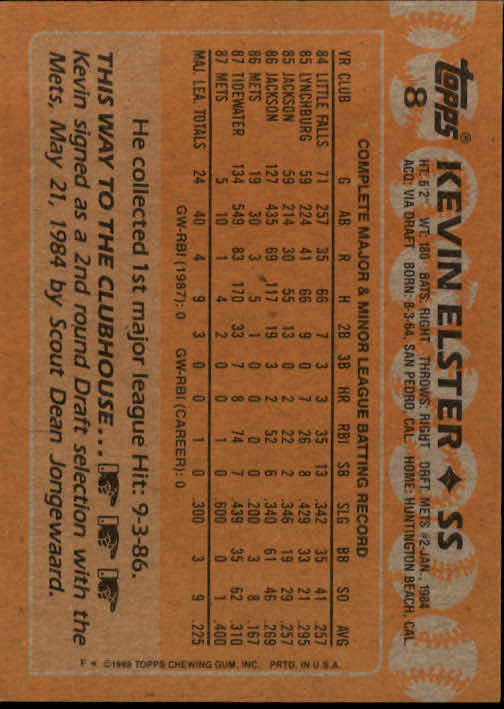 topps®
8
KEVIN ELSTER ✦ SS
HT: 6'2" WT: 180 BATS: RIGHT THROWS: RIGHT DRFT: METS #2-JAN., 1984
ACQ: VIA DRAFT BORN: 8-3-64, SAN PEDRO, CAL. HOME: HUNTINGTON BEACH, CAL.
COMPLETE MAJOR & MINOR LEAGUE BATTING RECORD
YR CLUB G AB R H 2B 3B HR RBI SB SLG BB SO AVG
84 LITTLE FALLS 71 257 35 66 7 3 3 35 13 .342 35 41 .257
85 LYNCHBURG 59 224 41 66 9 0 7 26 8 .429 33 21 .295
85 JACKSON 59 214 30 55 13 0 2 22 2 .346 19 29 .257
86 JACKSON 127 435 69 117 19 3 2 52 6 .340 61 46 .269
86 METS 19 30 3 5 1 0 0 0 0 .200 3 8 .167
87 TIDEWATER 134 549 83 170 33 7 8 74 7 .439 35 62 .310
87 METS 5 10 1 4 2 0 0 1 0 .600 0 1 .400
MAJ. LEA. TOTALS 24 40 4 9 3 0 0 1 0 .300 3 9 .225
GW-RBI (1987): 0 GW-RBI (CAREER): 0
He collected 1st major league Hit: 9-3-86.
THIS WAY TO THE CLUBHOUSE...
Kevin signed as a 2nd round Draft selection with the
Mets, May 21, 1984 by Scout Dean Jorgewaard.
F * ©1988 TOPPS CHEWING GUM, INC. PRTD. IN U.S.A.